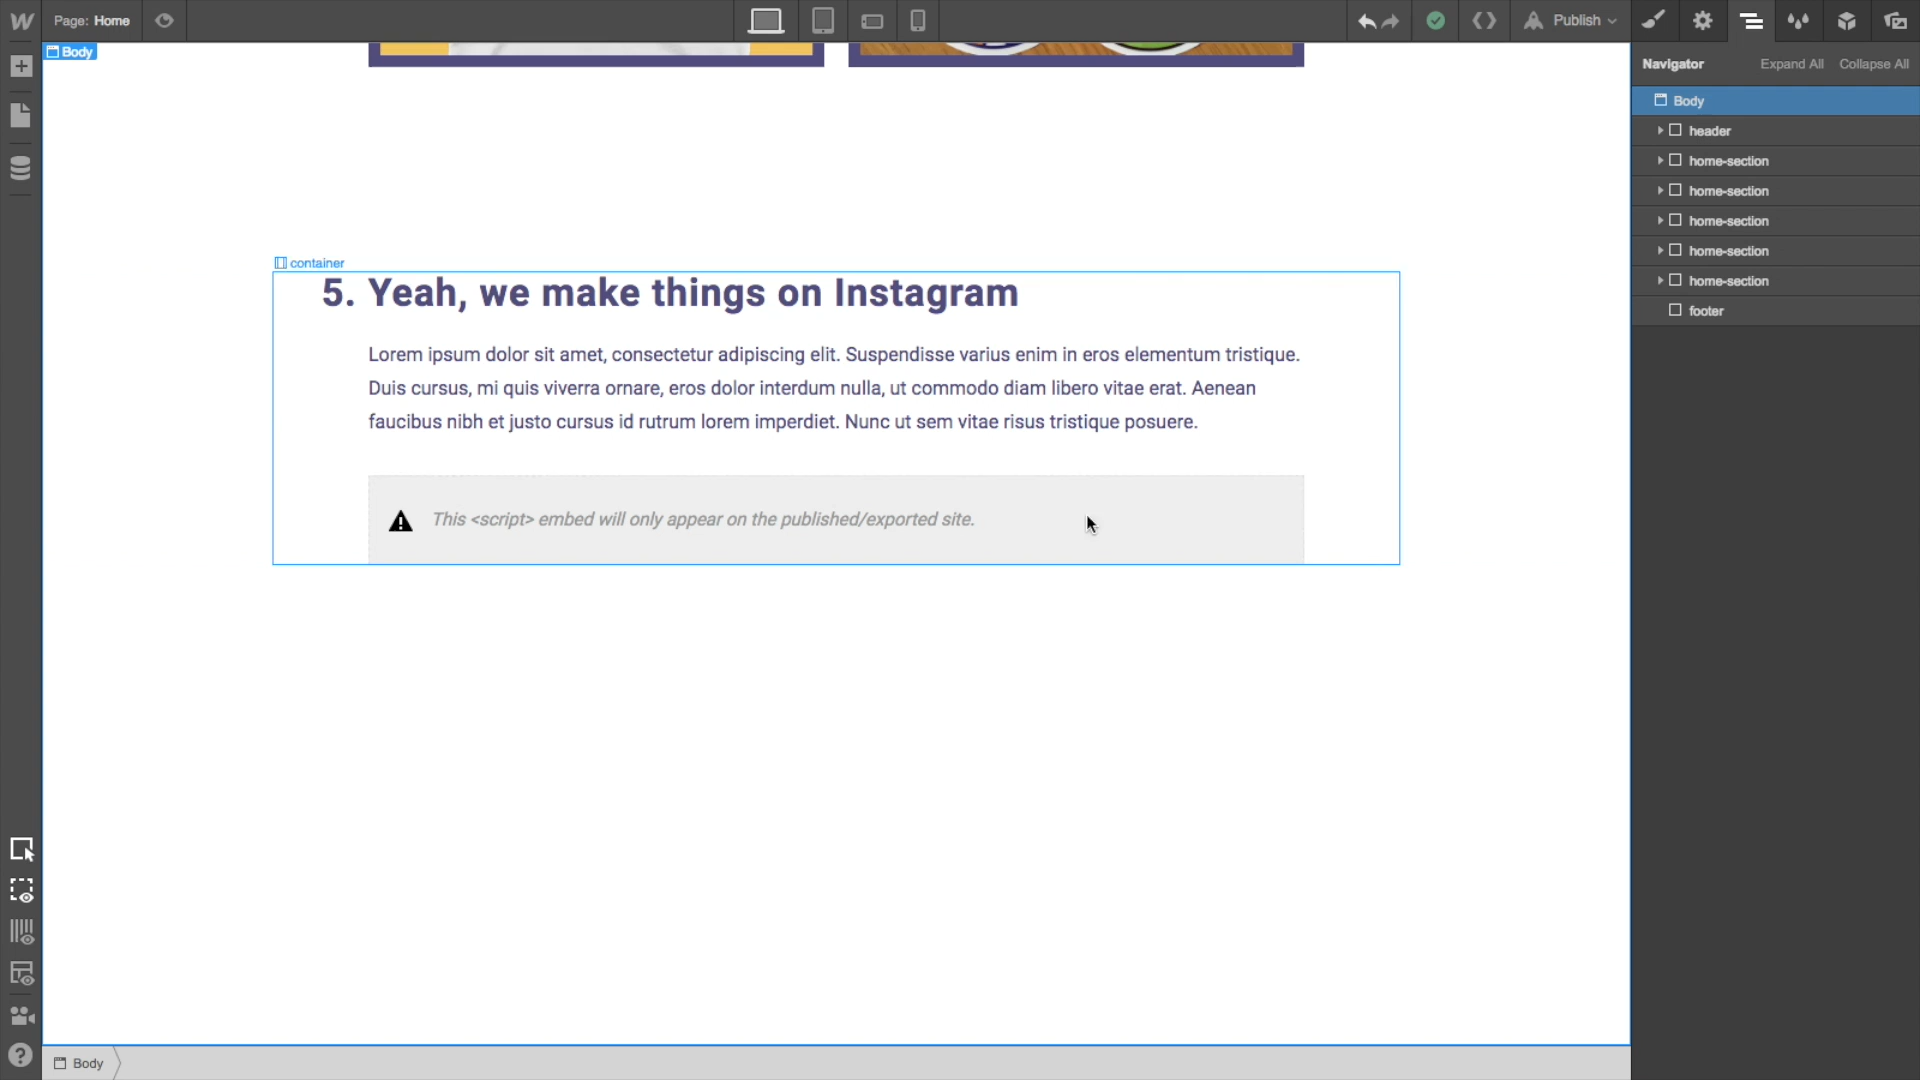 Page: Home
Publish
Body
Navigator
Expand All
Collapse All
Body
header
home-section
home-section
home-section
home-section
home-section
footer
container
5. Yeah, we make things on Instagram
Lorem ipsum dolor sit amet, consectetur adipiscing elit. Suspendisse varius enim in eros elementum tristique.
Duis cursus, mi quis viverra ornare, eros dolor interdum nulla, ut commodo diam libero vitae erat. Aenean
faucibus nibh et justo cursus id rutrum lorem imperdiet. Nunc ut sem vitae risus tristique posuere.
This <script> embed will only appear on the published/exported site.
Body